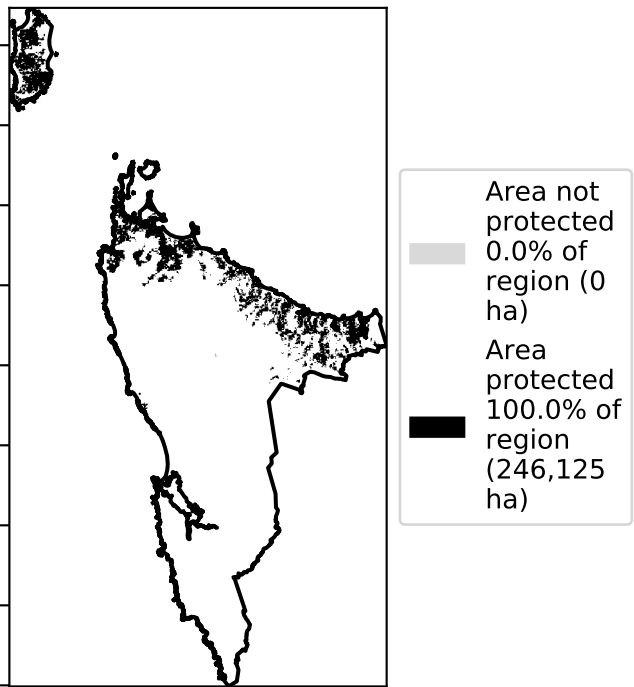 Area not
protected
0.0% of
region (0
ha)
Area
protected
100.0% of
region
(246,125
ha)